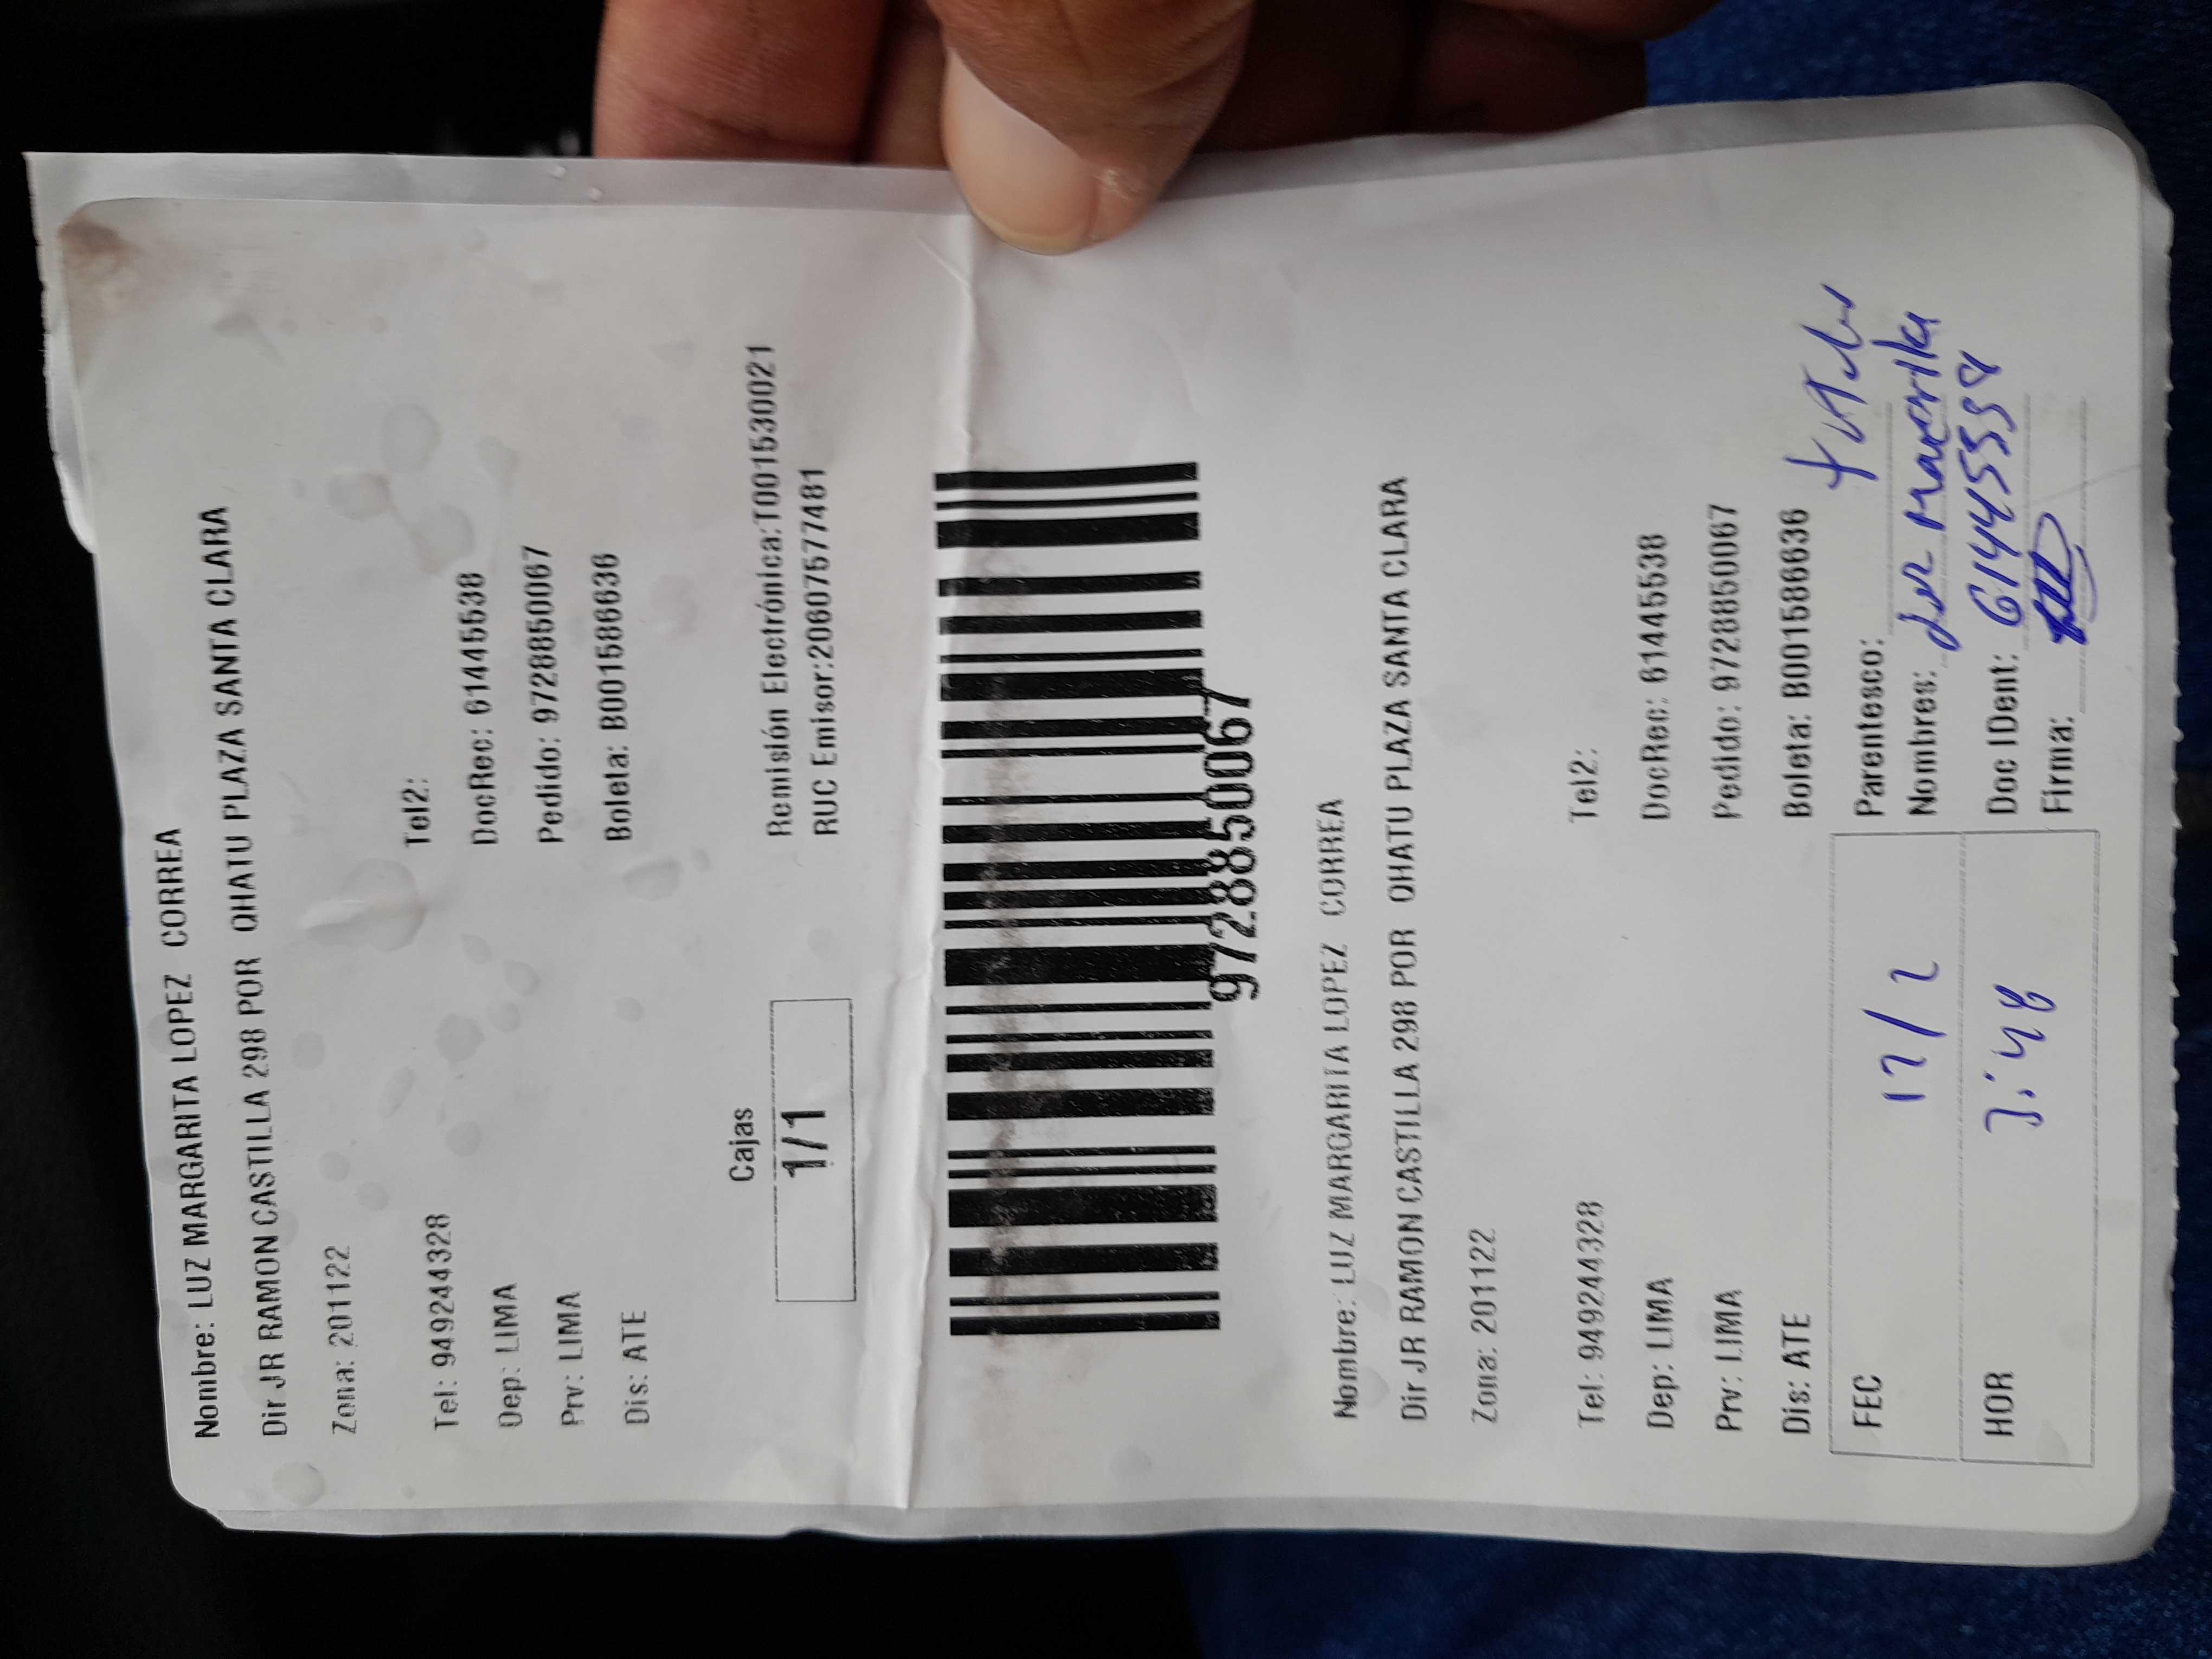 Nombre: LUZ MARGARITA LOPEZ CORREA
Dir JR RAMON CASTILLA 298 POR QHATU PLAZA SANTA CLARA
Zona: 201122
Tel: 949244328 Tel2:
Dep: LIMA DocRec: 61445538
Prv: LIMA Pedido: 9728850067
Dis: ATE Boleta: B001586636
Cajas
1/1
Remisión Electrónica:T001530021
RUC Emisor:20607577481
9728850067
Nombre: LUZ MARGARITA LOPEZ CORREA
Dir JR RAMON CASTILLA 298 POR QHATU PLAZA SANTA CLARA
Zona: 201122
Tel: 949244328 Tel2:
Dep: LIMA DocRec: 61445538
Prv: LIMA Pedido: 9728850067
Dis: ATE Boleta: B001586636
FEC 17/2
Parentesco:
Nombres:
HOR
Doc IDent:
Firma: